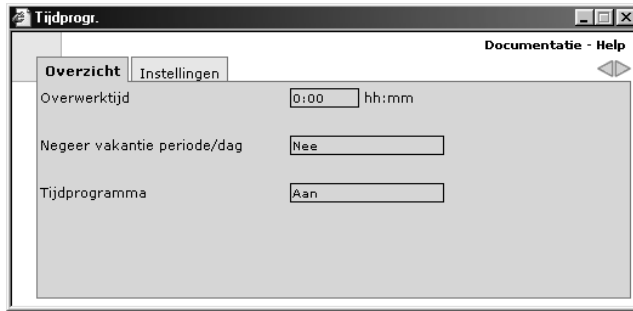 Tijdprogr.
Documentatie - Help
Overzicht Instellingen
Overwerktijd 0:00 hh:mm
Negeer vakantie periode/dag Nee
Tijdprogramma Aan